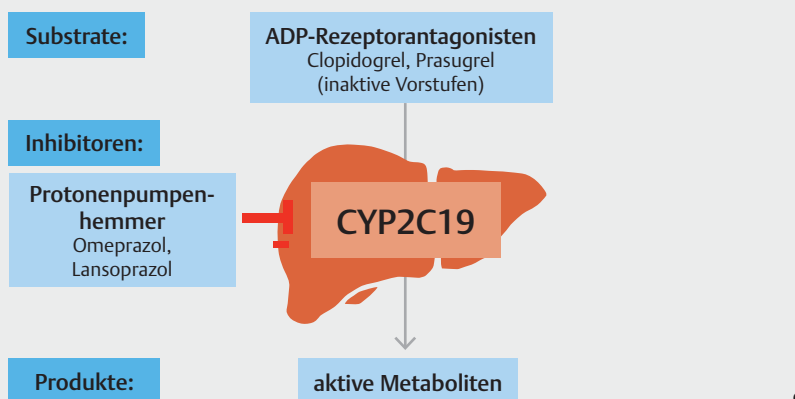 Substrate:
ADP-Rezeptorantagonisten
Clopidogrel, Prasugrel
(inaktive Vorstufen)
Inhibitoren:
Protonenpumpen-
hemmer
Omeprazol,
Lansoprazol
CYP2C19
Produkte:
aktive Metaboliten